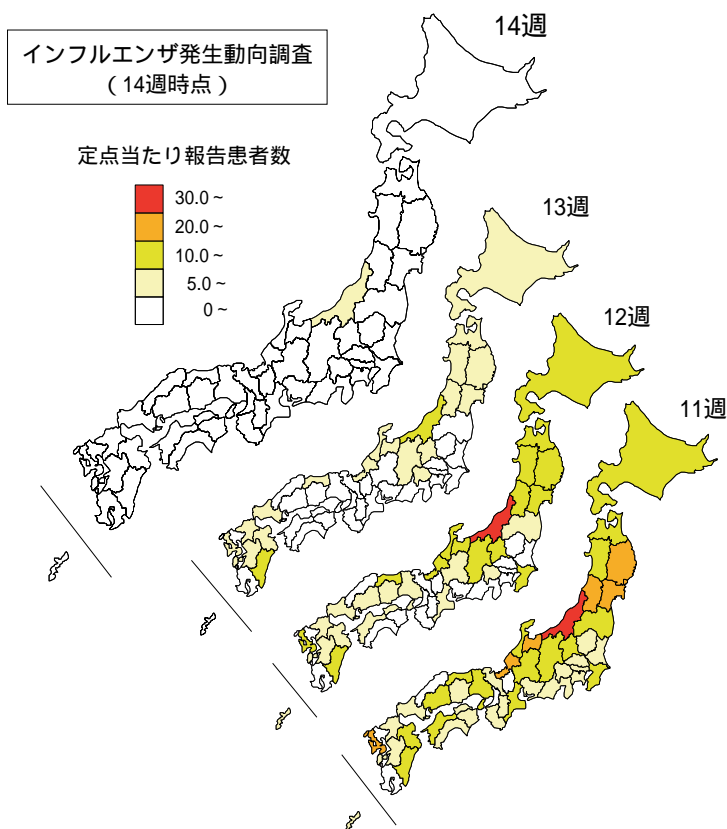 インフルエンザ発生動向調査
（14週時点）
定点当たり報告患者数
30.0～
20.0～
10.0～
5.0～
0～
14週
13週
12週
11週